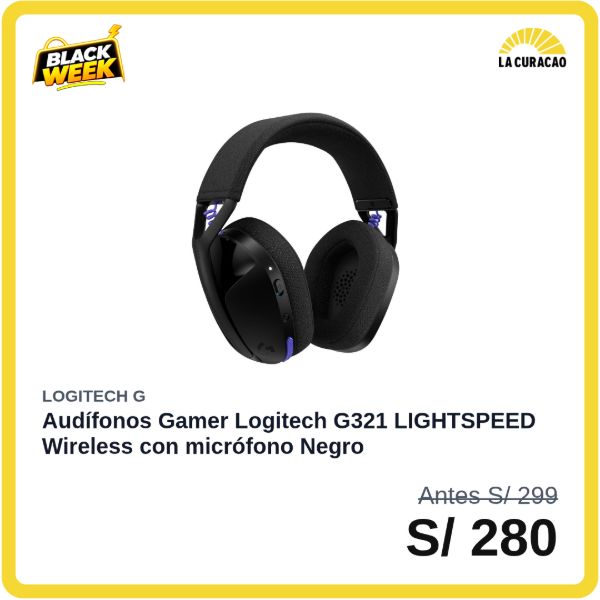 BLACK
WEEK
LA CURACAO
LOGITECH G
Audífonos Gamer Logitech G321 LIGHTSPEED
Wireless con micrófono Negro
Antes S/ 299
S/ 280